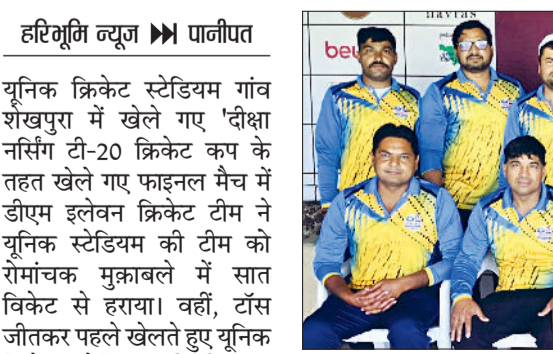 हरिभूमि न्यूज ▶▶ पानीपत
यूनिक क्रिकेट स्टेडियम गांव
शेखपुरा में खेले गए 'दीक्षा
नर्सिंग टी-20 क्रिकेट कप के
तहत खेले गए फाइनल मैच में
डीएम इलेवन क्रिकेट टीम ने
यूनिक स्टेडियम की टीम को
रोमांचक मुक़ाबले में सात
विकेट से हराया। वहीं, टॉस
जीतकर पहले खेलते हुए यूनिक
navras